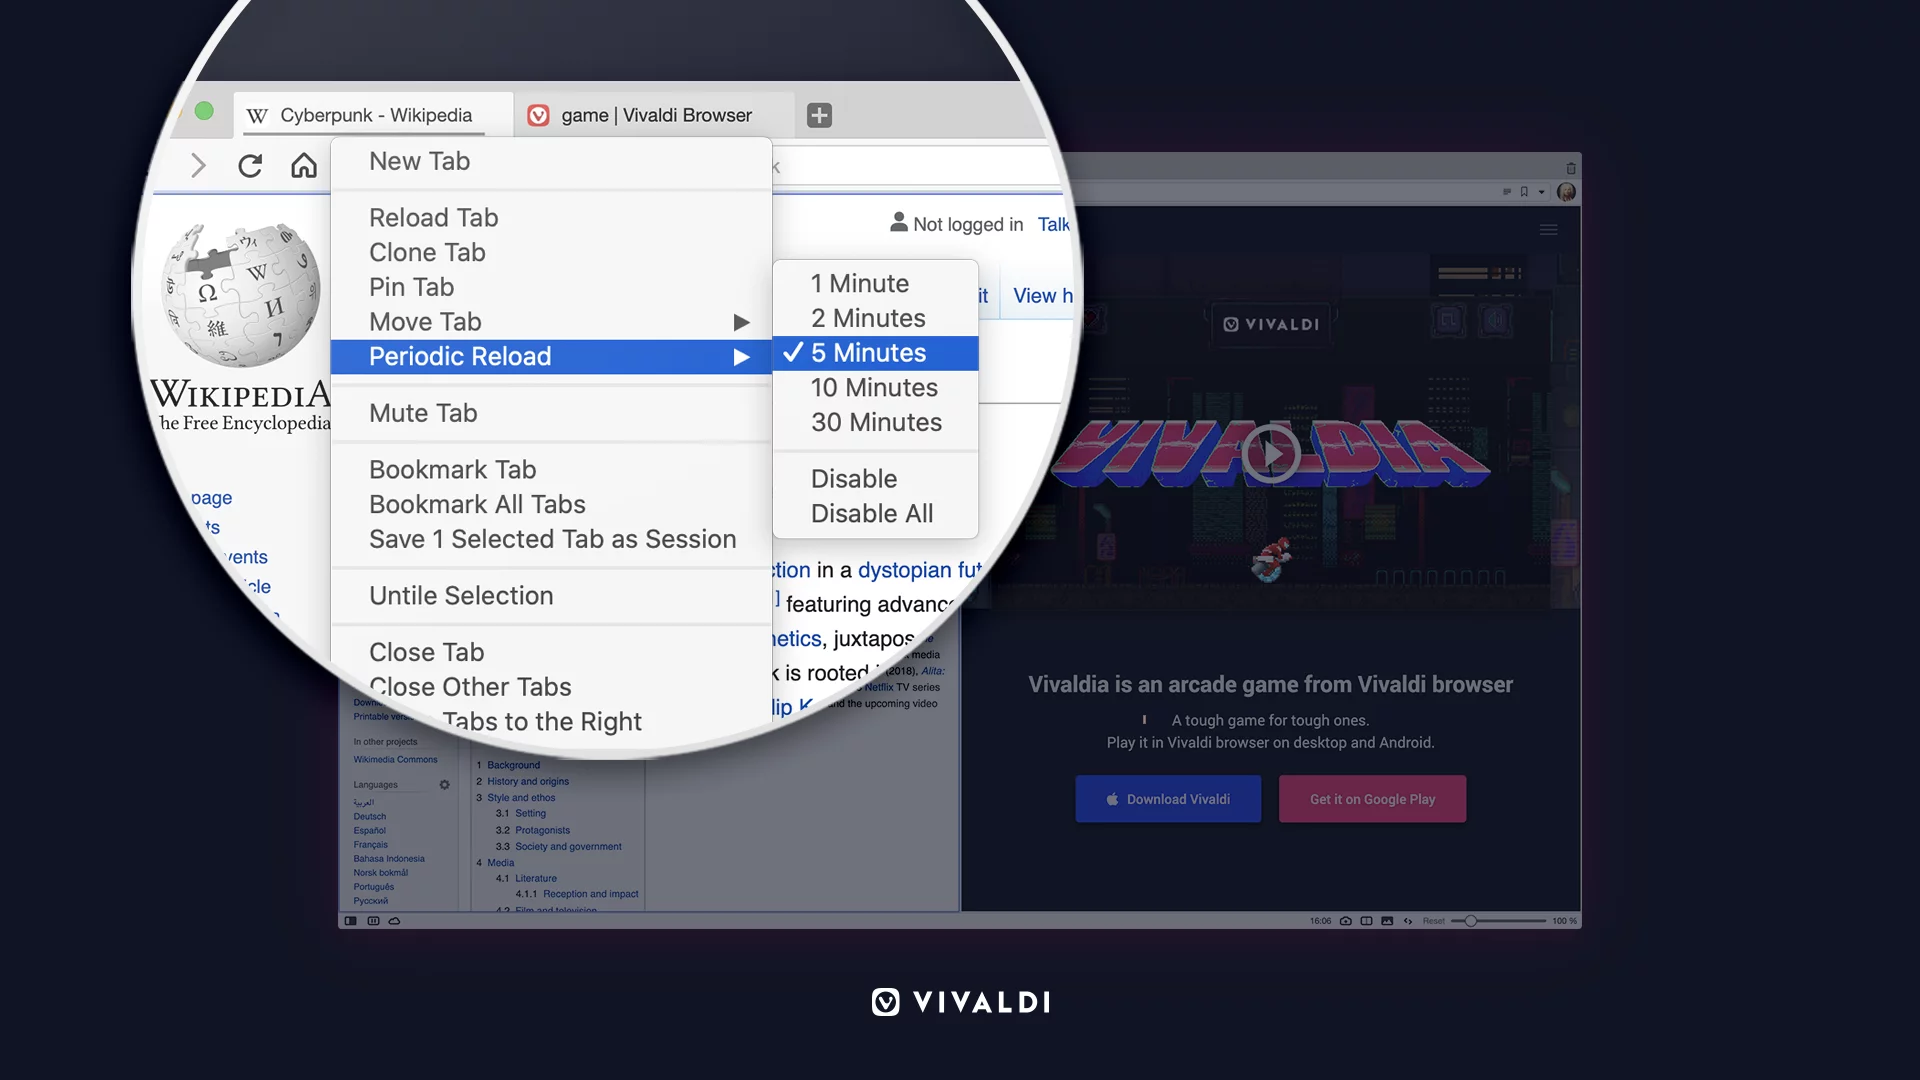 Cyberpunk - Wikipedia
game | Vivaldi Browser
New Tab
Reload Tab
Clone Tab
Pin Tab
Move Tab
Periodic Reload
Mute Tab
Bookmark Tab
Bookmark All Tabs
Save 1 Selected Tab as Session
Untile Selection
Close Tab
Close Other Tabs
Tabs to the Right
1 Minute
2 Minutes
✓ 5 Minutes
10 Minutes
30 Minutes
Disable
Disable All
Not logged in Talk
View h
WIKIPEDIA
he Free Encyclopedia
page
vents
in a dystopian fut
featuring advance
netics, juxtapos
k is rooted
media
(2018), Alita:
Netflix TV series
and the upcoming video
Printable vers
In other projects
Wikimedia Commons
Languages
العربية
Deutsch
Español
Français
Bahasa Indonesia
Norsk bokmål
Português
Русский
1 Background
2 History and origins
3 Style and ethos
3.1 Setting
3.2 Protagonists
3.3 Society and government
4 Media
4.1 Literature
4.1.1 Reception and impact
4.2 Film and television
VIVALDI
VIVALDIA
Vivaldia is an arcade game from Vivaldi browser
A tough game for tough ones.
Play it in Vivaldi browser on desktop and Android.
Download Vivaldi
Get it on Google Play
16:06
Reset
100 %
VIVALDI